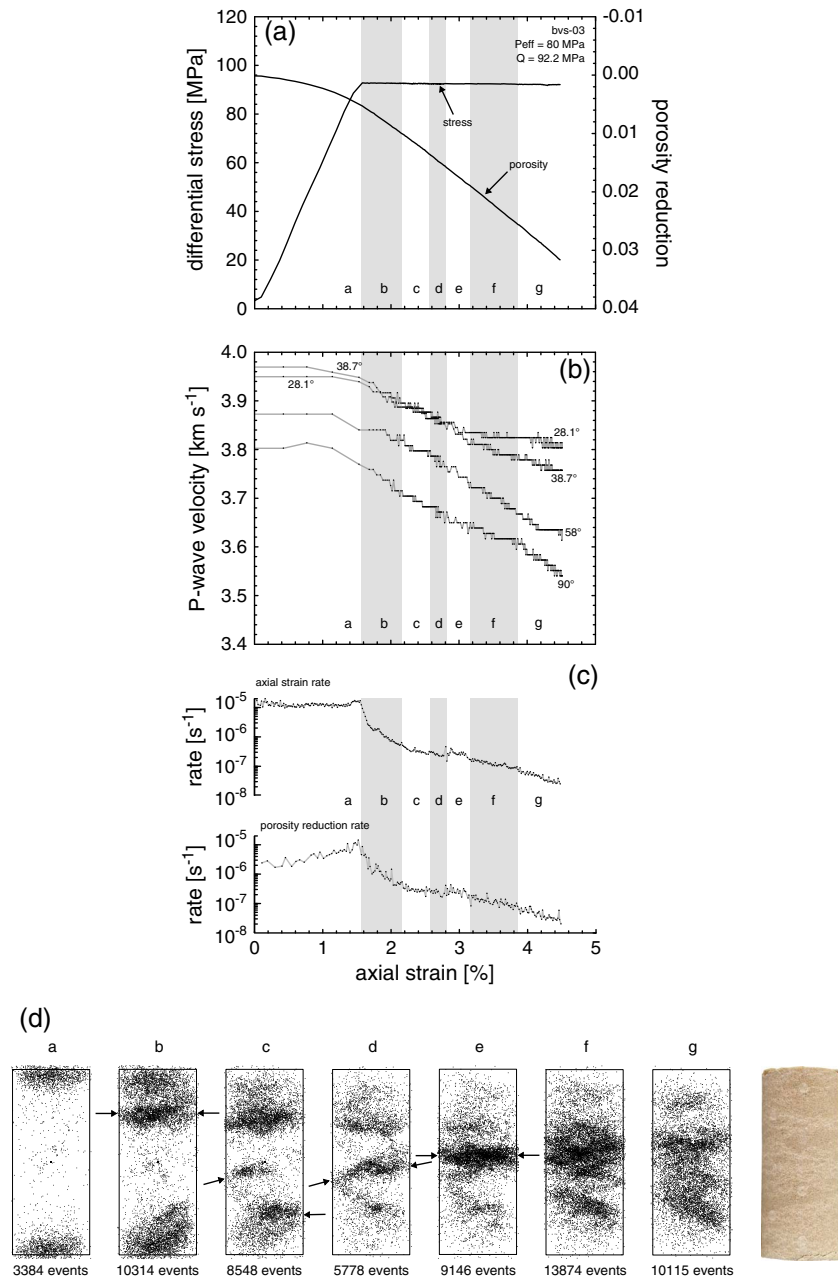 (a)
bvs-03
Peff = 80 MPa
Q = 92.2 MPa
differential stress [MPa]
porosity reduction
120
100
80
60
40
20
0
-0.01
0.00
0.01
0.02
0.03
0.04
stress
porosity
a b c d e f g
(b)
P-wave velocity [km s-1]
4.0
3.9
3.8
3.7
3.6
3.5
3.4
38.7°
28.1°
28.1°
38.7°
58°
90°
a b c d e f g
(c)
axial strain rate
rate [s-1]
10-5
10-6
10-7
10-8
a b c d e f g
porosity reduction rate
rate [s-1]
10-5
10-6
10-7
10-8
0 1 2 3 4 5
axial strain [%]
(d)
a b c d e f g
3384 events 10314 events 8548 events 5778 events 9146 events 13874 events 10115 events